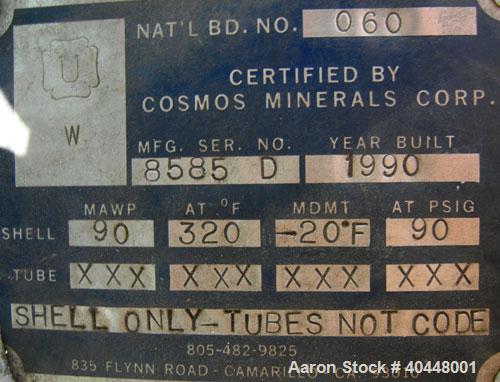 NAT'L BD. NO. 060
U
W
CERTIFIED BY
COSMOS MINERALS CORP.
MFG. SER. NO. YEAR BUILT
8585 D 1990
MAWP AT °F MDMT AT PSIG
SHELL 90 320 -20°F 90
TUBE XXX XXX XXX XXX
SHELL ONLY-TUBES NOT CODE
805-482-9825
835 FLYNN ROAD - CAMARILLO CA.
Aaron Stock # 40448001